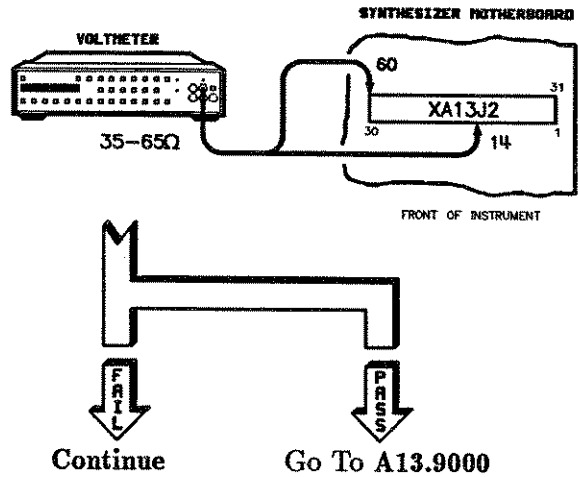 SYNTHESIZER MOTHERBOARD
VOLTMETER
60
31
XA13J2
30
1
35-65Ω
14
FRONT OF INSTRUMENT
FAIL
PASS
Continue
Go To A13.9000